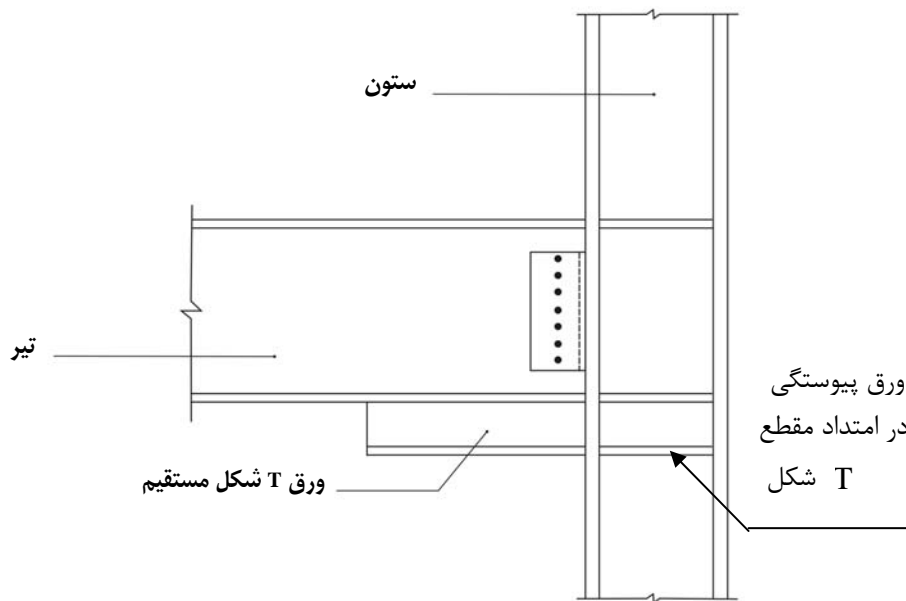 ستون
تیر
ورق پیوستگی
در امتداد مقطع
T شکل
ورق T شکل مستقیم